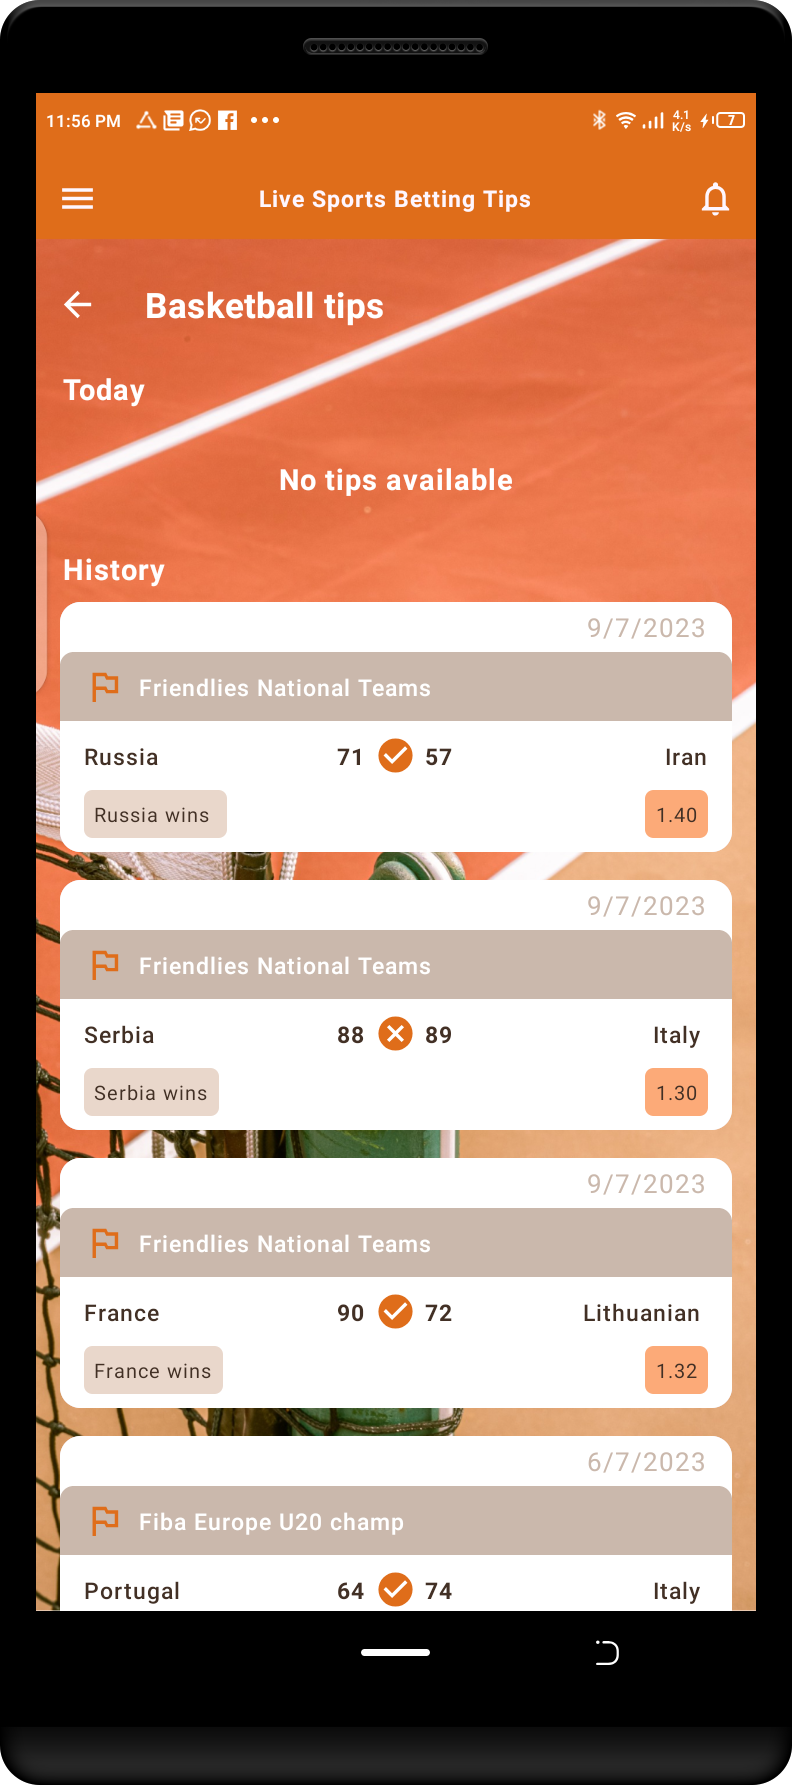 11:56 PM 4.1 K/s 7
Live Sports Betting Tips
Basketball tips
Today
No tips available
History
9/7/2023
Friendlies National Teams
Russia 71 57 Iran
Russia wins 1.40
9/7/2023
Friendlies National Teams
Serbia 88 89 Italy
Serbia wins 1.30
9/7/2023
Friendlies National Teams
France 90 72 Lithuanian
France wins 1.32
6/7/2023
Fiba Europe U20 champ
Portugal 64 74 Italy